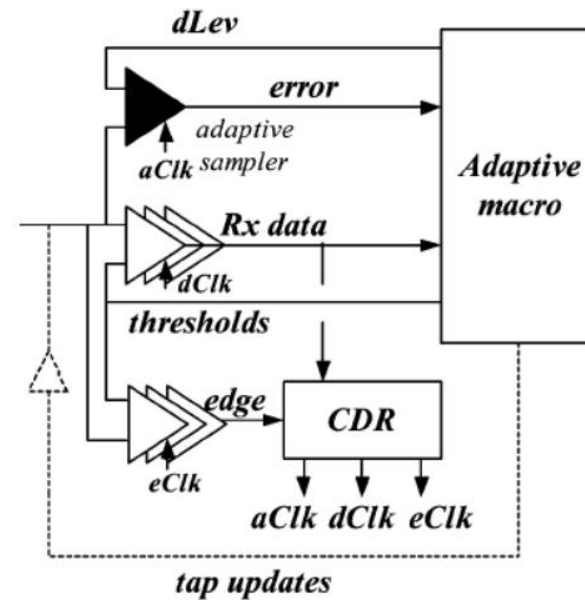 dLev
error
adaptive
sampler
aClk
Adaptive
macro
Rx data
dClk
thresholds
edge
CDR
eClk
aClk dClk eClk
tap updates